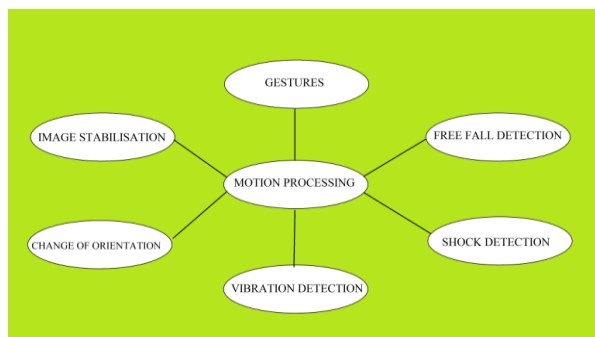 GESTURES
IMAGE STABILISATION
FREE FALL DETECTION
MOTION PROCESSING
CHANGE OF ORIENTATION
SHOCK DETECTION
VIBRATION DETECTION